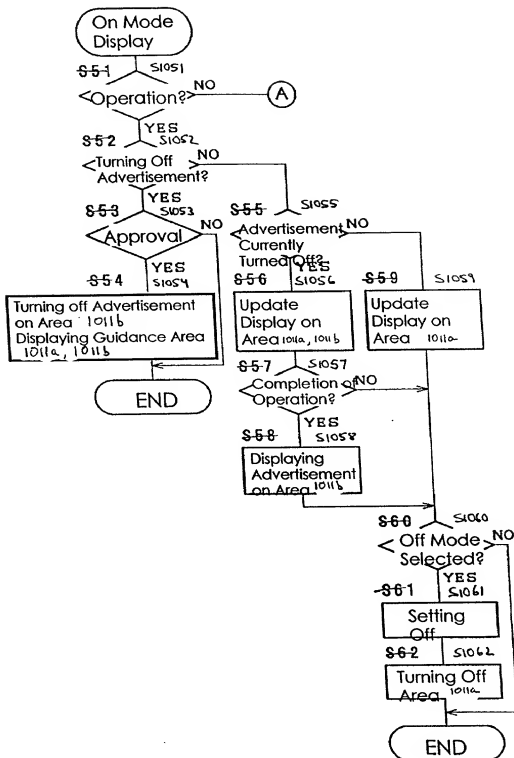 On Mode
Display
S51 S1051
Operation? NO A
YES
S52 S1052
Turning Off
Advertisement? NO
YES
S53 S1053
Approval NO
YES
S54 S1054
Turning off Advertisement
on Area 1011b
Displaying Guidance Area
1011a, 1011b
END
S55 S1055
Advertisement
Currently
Turned Off? NO
YES
S56 S1056
Update
Display on
Area 1011a, 1011b
S57 S1057
Completion of
Operation? NO
YES
S58 S1058
Displaying
Advertisement
on Area 1011b
S59 S1059
Update
Display on
Area 1011a
S60 S1060
Off Mode
Selected? NO
YES
S61 S1061
Setting
Off
S62 S1062
Turning Off
Area 1011a
END